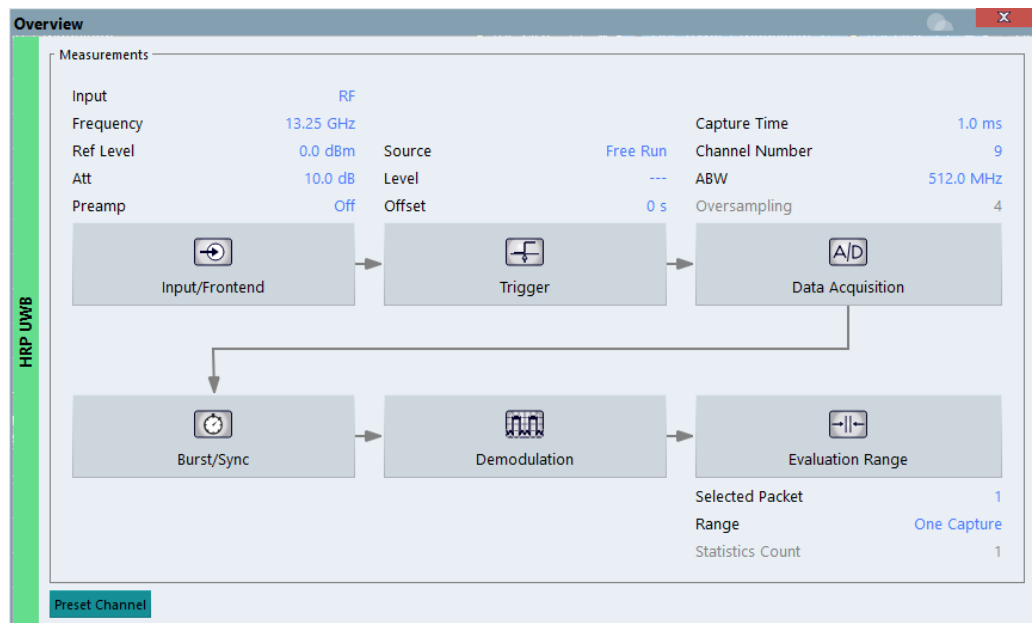 Overview
X
HRP UWB
Measurements
Input RF
Frequency 13.25 GHz Capture Time 1.0 ms
Ref Level 0.0 dBm Source Free Run Channel Number 9
Att 10.0 dB Level --- ABW 512.0 MHz
Preamp Off Offset 0 s Oversampling 4
A/D
Input/Frontend Trigger Data Acquisition
Burst/Sync Demodulation Evaluation Range
Selected Packet 1
Range One Capture
Statistics Count 1
Preset Channel